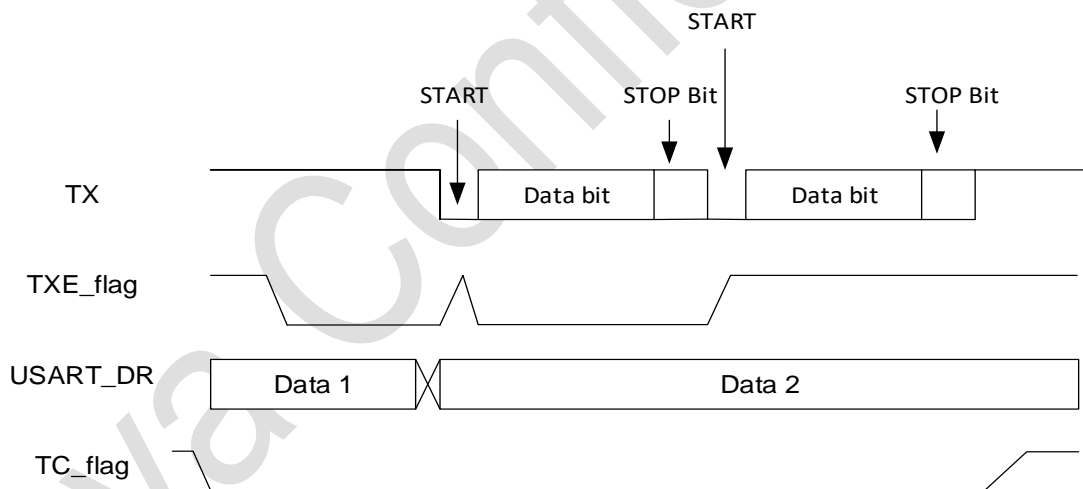 START
START
STOP Bit
STOP Bit
TX
Data bit
Data bit
TXE_flag
USART_DR
Data 1
Data 2
TC_flag